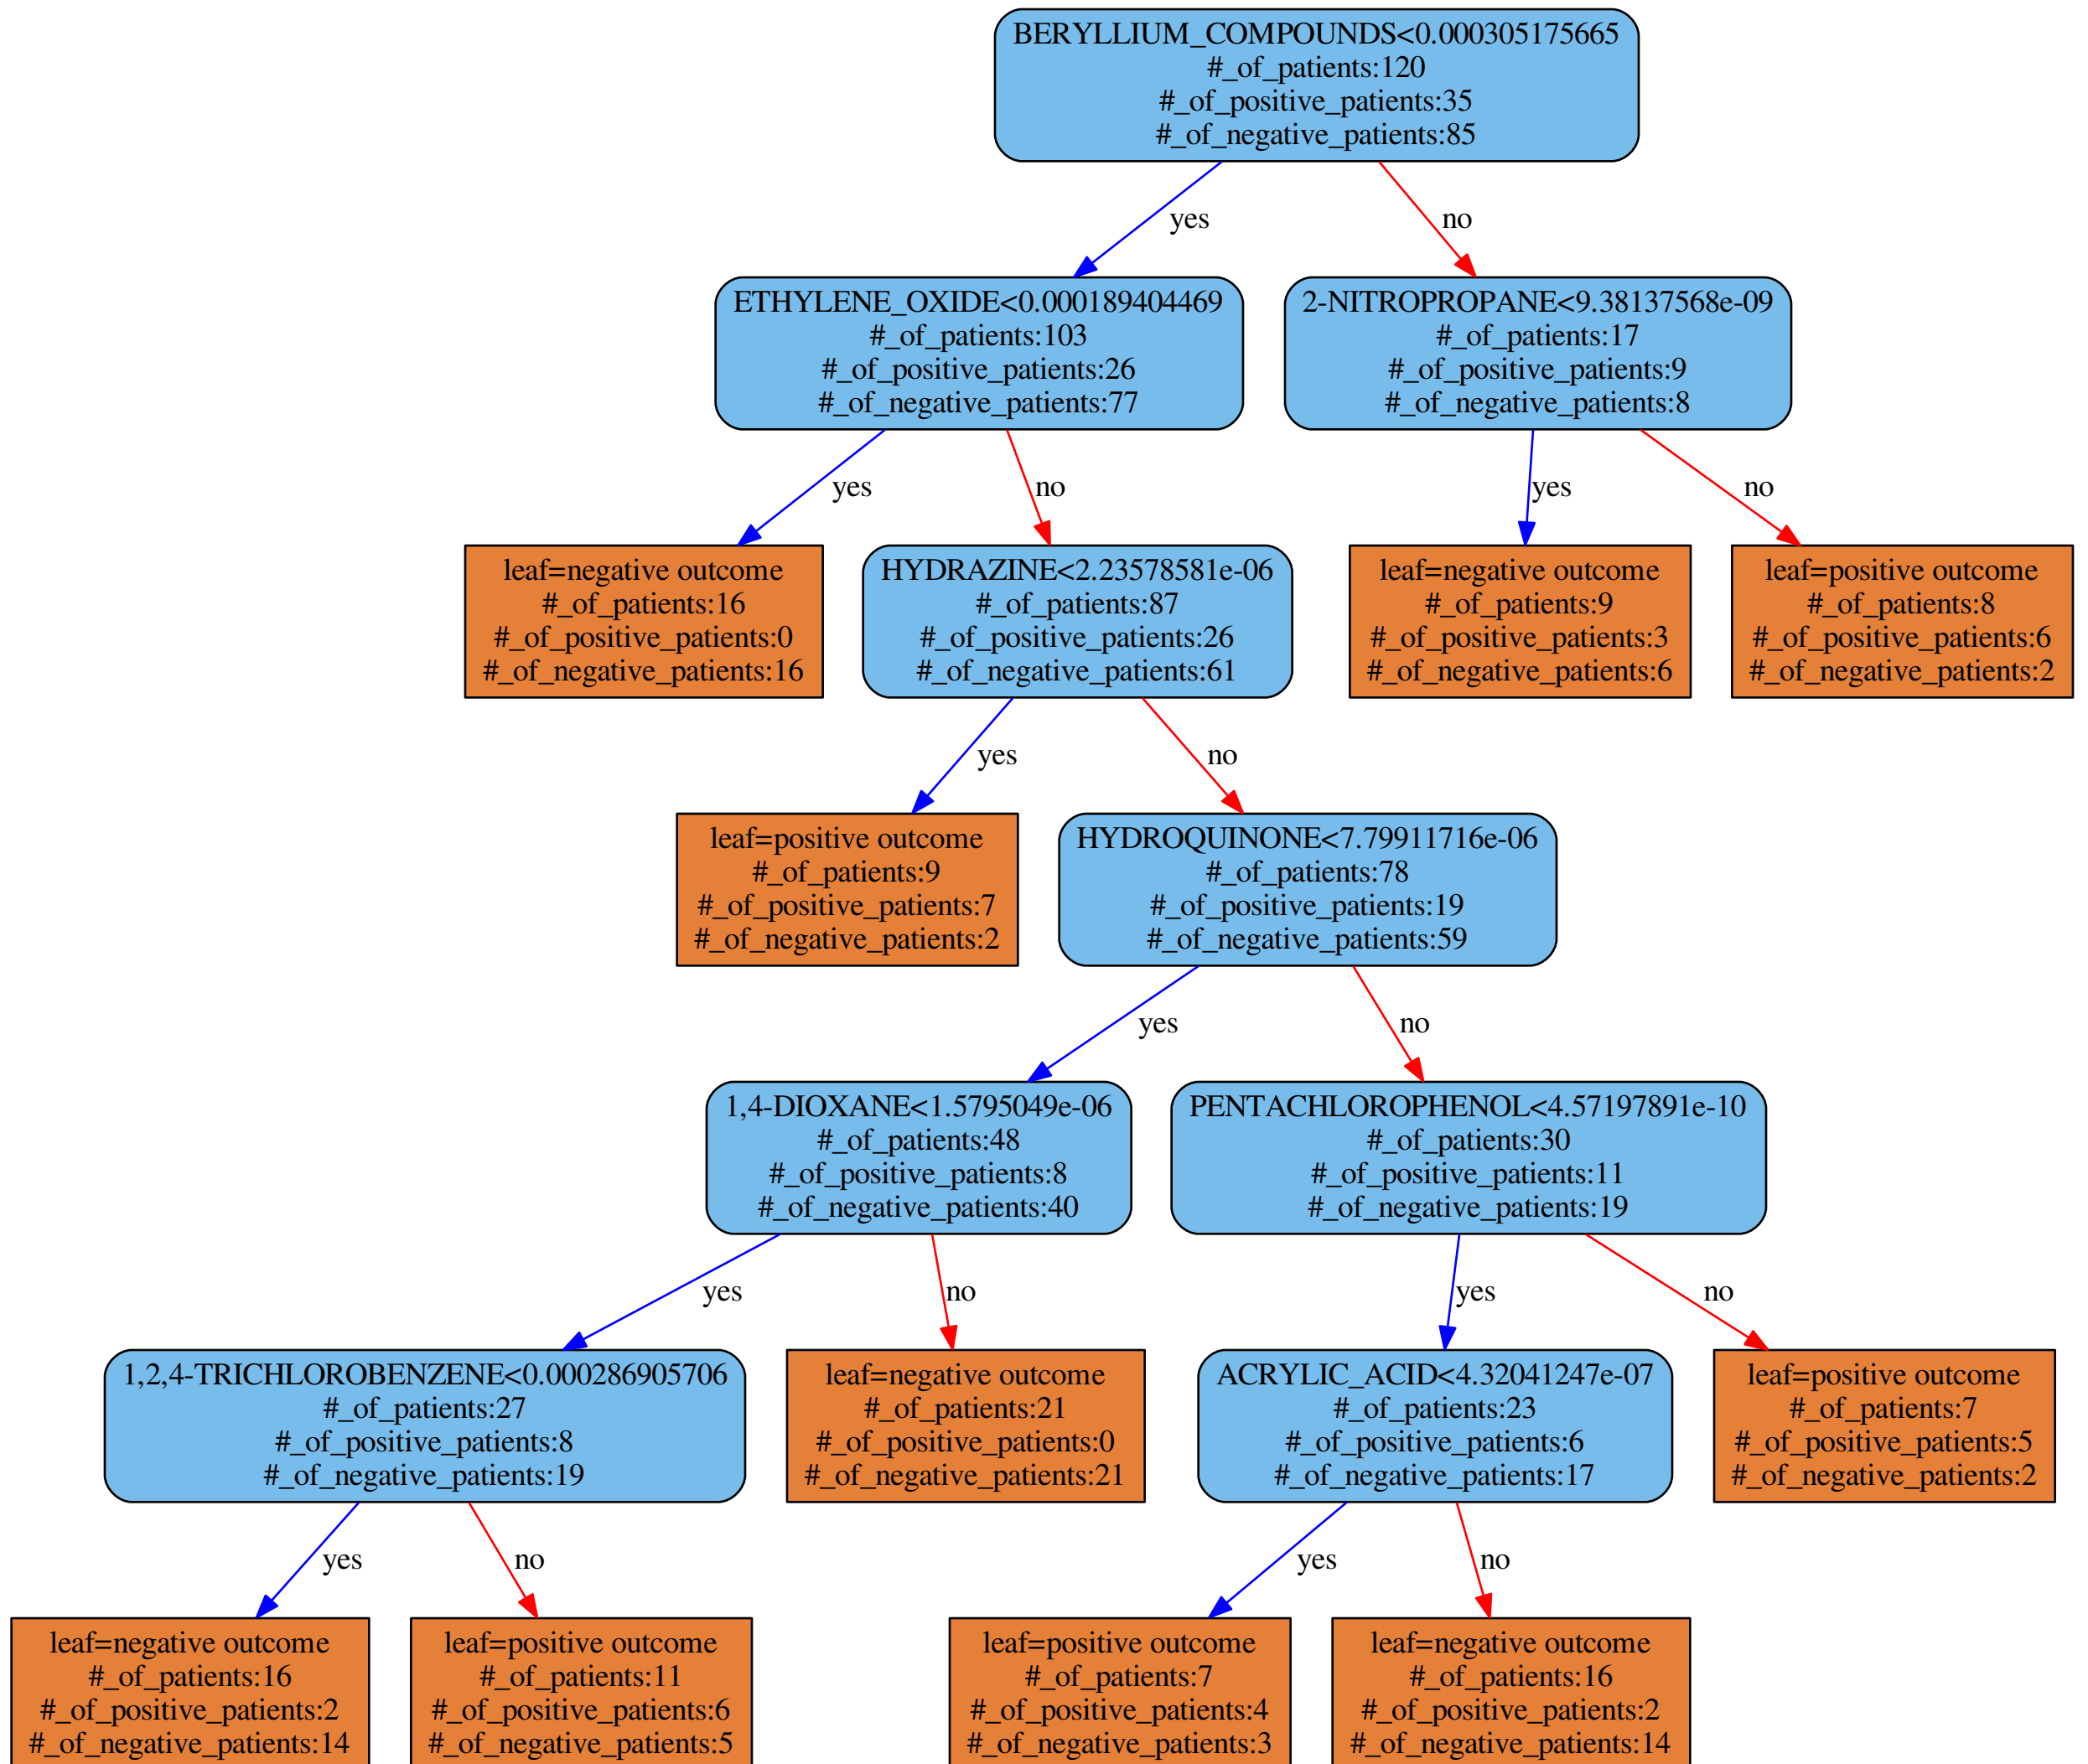 BERYLLIUM_COMPOUNDS<0.000305175665
#_of_patients:120
#_of_positive_patients:35
#_of_negative_patients:85
yes
no
ETHYLENE_OXIDE<0.000189404469
#_of_patients:103
#_of_positive_patients:26
#_of_negative_patients:77
2-NITROPROPANE<9.38137568e-09
#_of_patients:17
#_of_positive_patients:9
#_of_negative_patients:8
yes
no
yes
no
leaf=negative outcome
#_of_patients:16
#_of_positive_patients:0
#_of_negative_patients:16
HYDRAZINE<2.23578581e-06
#_of_patients:87
#_of_positive_patients:26
#_of_negative_patients:61
leaf=negative outcome
#_of_patients:9
#_of_positive_patients:3
#_of_negative_patients:6
leaf=positive outcome
#_of_patients:8
#_of_positive_patients:6
#_of_negative_patients:2
yes
no
leaf=positive outcome
#_of_patients:9
#_of_positive_patients:7
#_of_negative_patients:2
HYDROQUINONE<7.79911716e-06
#_of_patients:78
#_of_positive_patients:19
#_of_negative_patients:59
yes
no
1,4-DIOXANE<1.5795049e-06
#_of_patients:48
#_of_positive_patients:8
#_of_negative_patients:40
PENTACHLOROPHENOL<4.57197891e-10
#_of_patients:30
#_of_positive_patients:11
#_of_negative_patients:19
yes
no
yes
no
1,2,4-TRICHLOROBENZENE<0.000286905706
#_of_patients:27
#_of_positive_patients:8
#_of_negative_patients:19
leaf=negative outcome
#_of_patients:21
#_of_positive_patients:0
#_of_negative_patients:21
ACRYLIC_ACID<4.32041247e-07
#_of_patients:23
#_of_positive_patients:6
#_of_negative_patients:17
leaf=positive outcome
#_of_patients:7
#_of_positive_patients:5
#_of_negative_patients:2
yes
no
yes
no
leaf=negative outcome
#_of_patients:16
#_of_positive_patients:2
#_of_negative_patients:14
leaf=positive outcome
#_of_patients:11
#_of_positive_patients:6
#_of_negative_patients:5
leaf=positive outcome
#_of_patients:7
#_of_positive_patients:4
#_of_negative_patients:3
leaf=negative outcome
#_of_patients:16
#_of_positive_patients:2
#_of_negative_patients:14